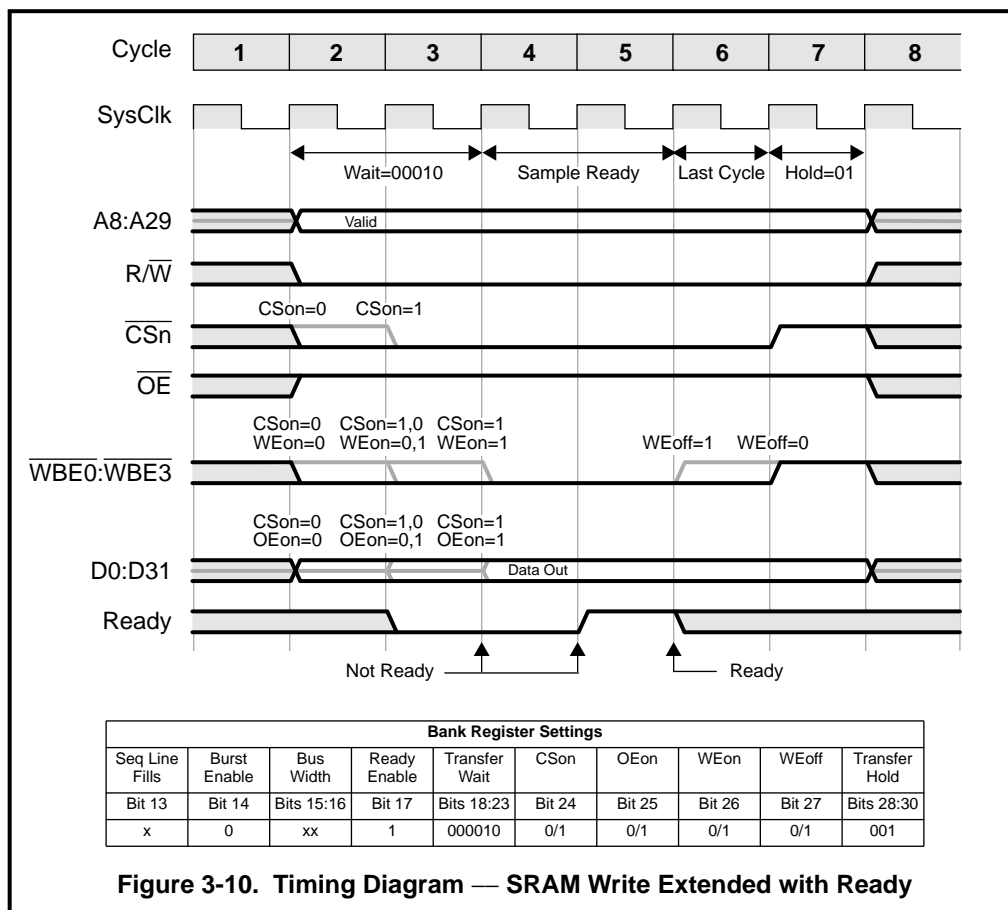 Cycle 1 2 3 4 5 6 7 8
SysClk
Wait=00010 Sample Ready Last Cycle Hold=01
A8:A29 Valid
R/W
CSon=0 CSon=1
CSn
OE
CSon=0 CSon=1,0 CSon=1
WEon=0 WEon=0,1 WEon=1 WEoff=1 WEoff=0
WBE0:WBE3
CSon=0 CSon=1,0 CSon=1
OEon=0 OEon=0,1 OEon=1
D0:D31 Data Out
Ready
Not Ready Ready
Bank Register Settings
Seq Line Burst Bus Ready Transfer CSon OEon WEon WEoff Transfer
Fills Enable Width Enable Wait Hold
Bit 13 Bit 14 Bits 15:16 Bit 17 Bits 18:23 Bit 24 Bit 25 Bit 26 Bit 27 Bits 28:30
x 0 xx 1 000010 0/1 0/1 0/1 0/1 001
Figure 3-10. Timing Diagram — SRAM Write Extended with Ready